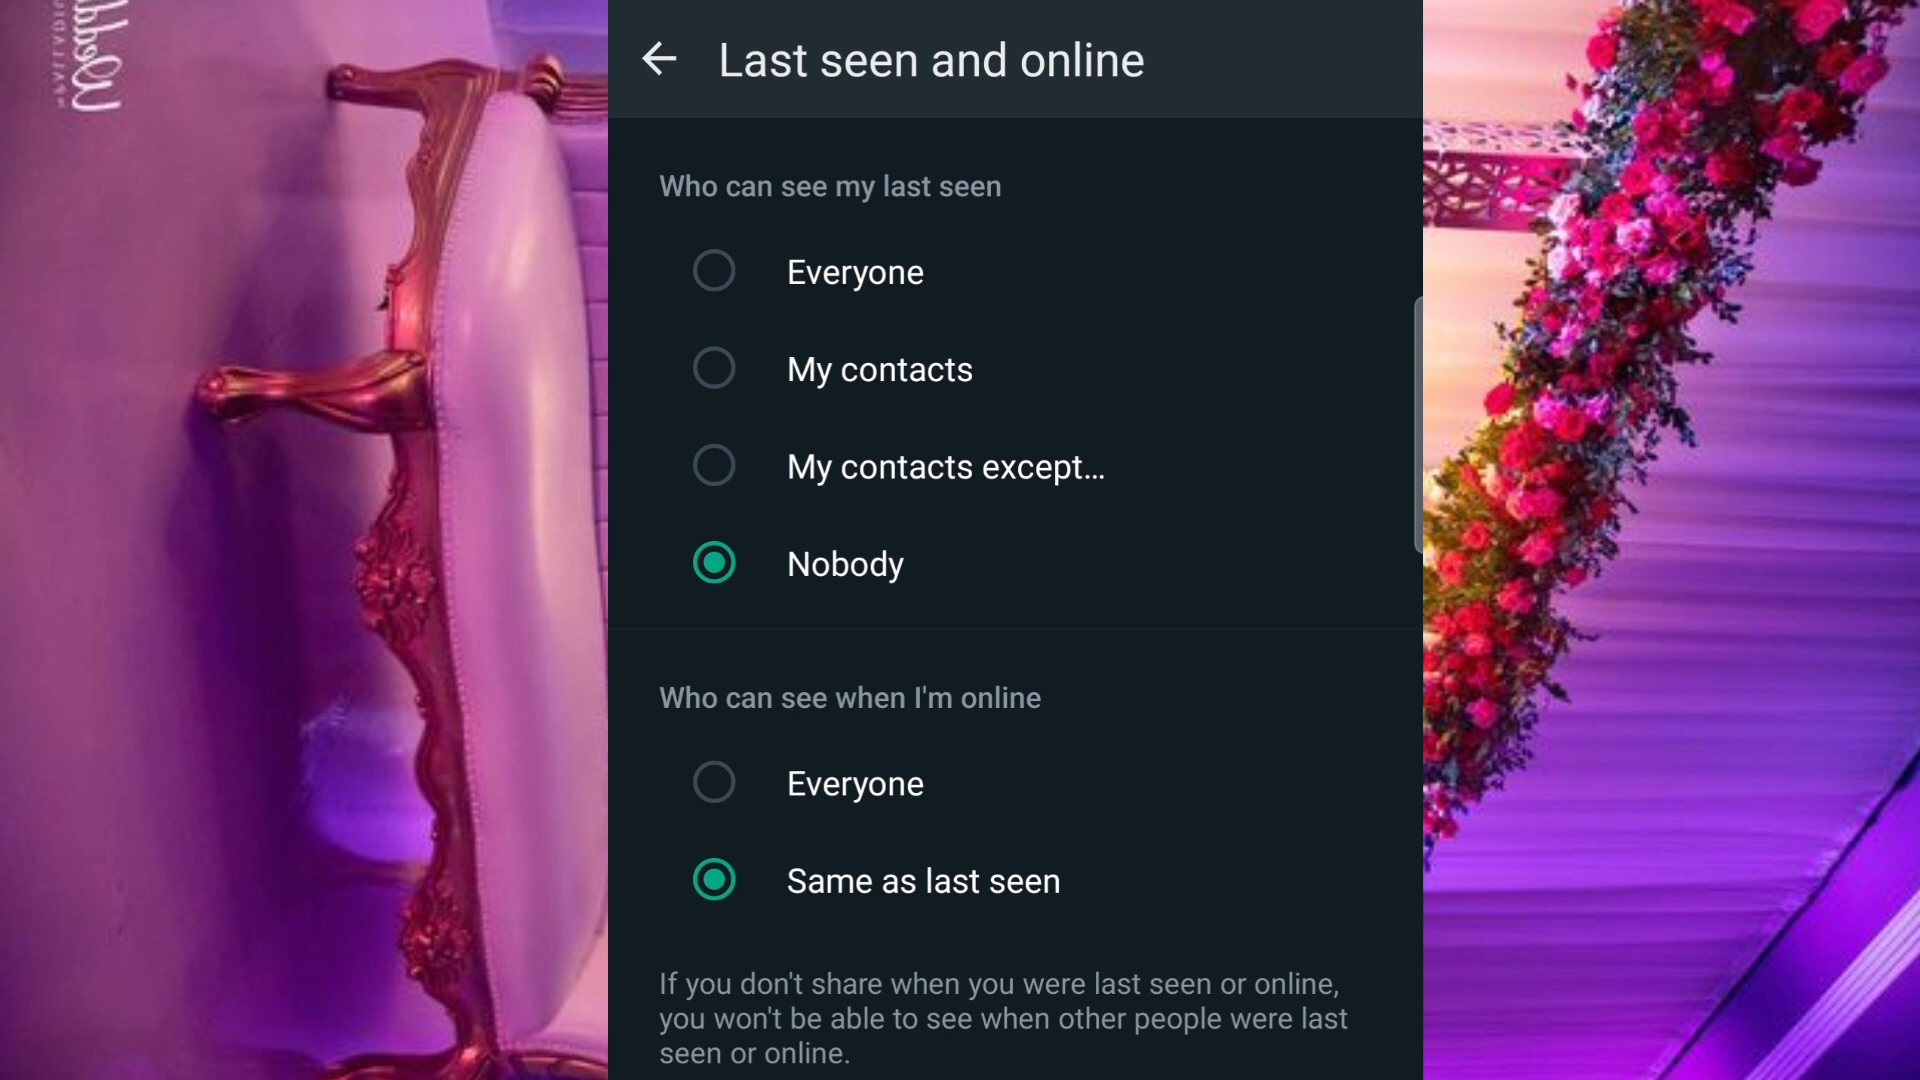 Last seen and online
Who can see my last seen
Everyone
My contacts
My contacts except...
Nobody
Who can see when I'm online
Everyone
Same as last seen
If you don't share when you were last seen or online,
you won't be able to see when other people were last
seen or online.